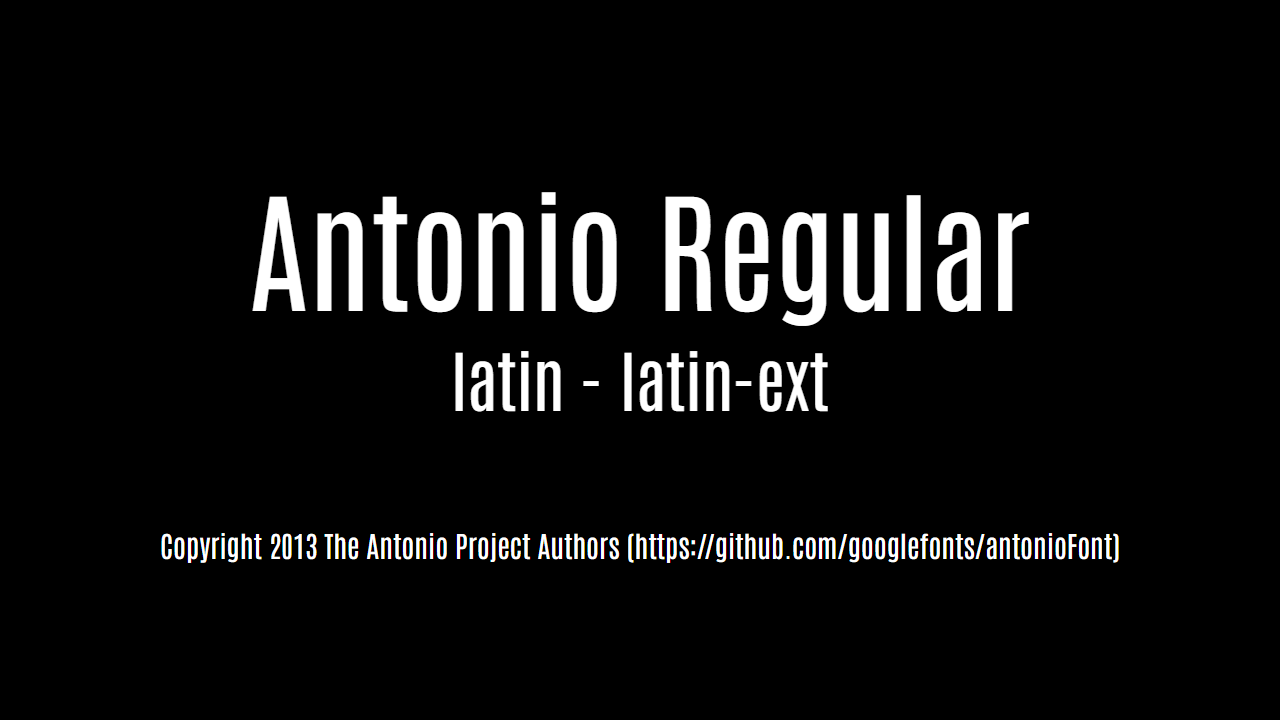 Antonio Regular
latin - latin-ext
Copyright 2013 The Antonio Project Authors (https://github.com/googlefonts/antonioFont)